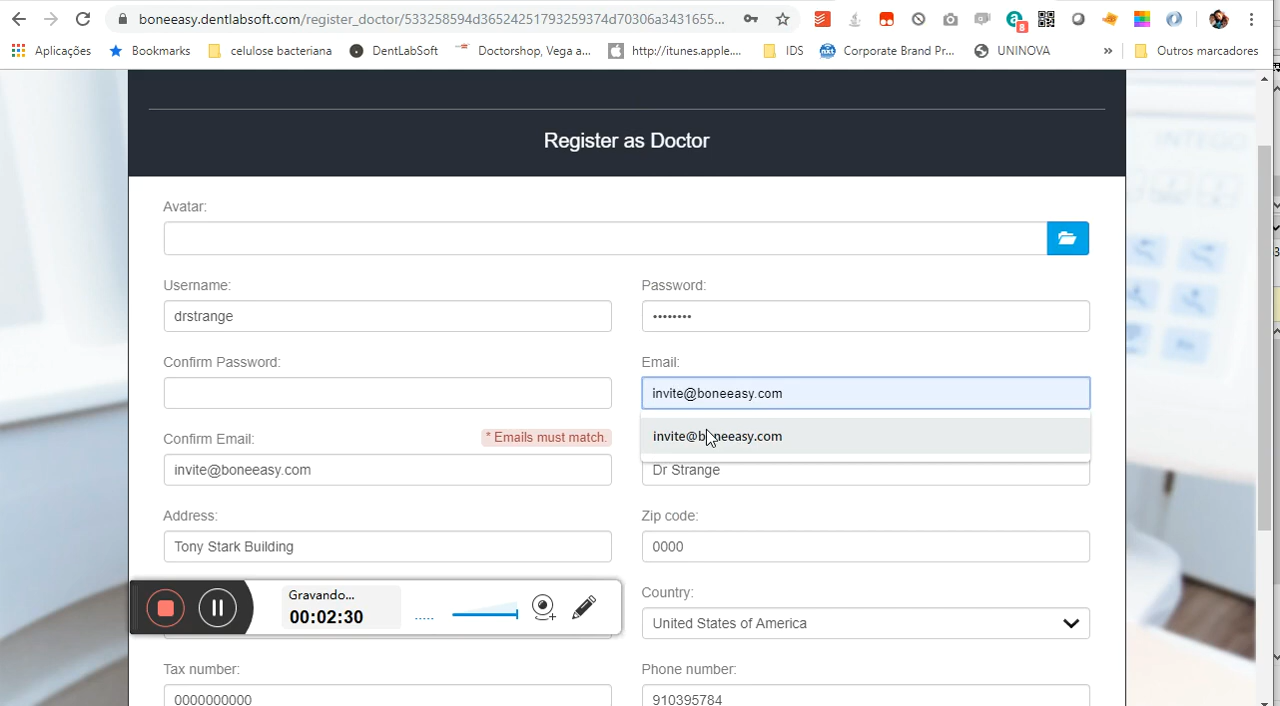 boneeasy.dentlabsoft.com/register_doctor/533258594d36524251793259374d70306a3431655...
8
Aplicações
Bookmarks
celulose bacteriana
DentLabSoft
Doctorshop, Vega a...
http://itunes.apple....
IDS
nxt
Corporate Brand Pr...
UNINOVA
»
Outros marcadores
Register as Doctor
Avatar:
Username:
Password:
drstrange
••••••••
Confirm Password:
Email:
invite@boneeasy.com
invite@boneeasy.com
Confirm Email:
* Emails must match.
invite@boneeasy.com
Dr Strange
Address:
Zip code:
Tony Stark Building
0000
Gravando...
00:02:30
Country:
United States of America
Tax number:
Phone number:
0000000000
910395784